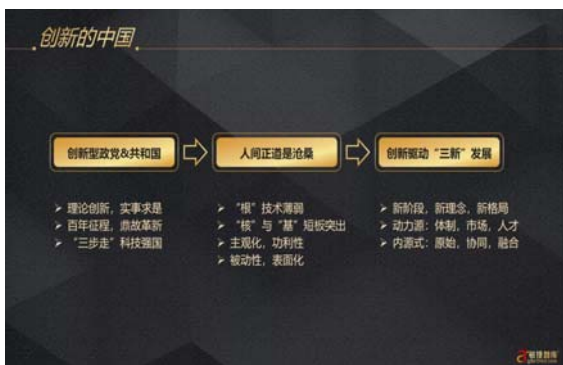 创新的中国
创新型政党&共和国
理论创新，实事求是
百年征程，鼎故革新
“三步走”科技强国
人间正道是沧桑
“根”技术薄弱
“核”与“基”短板突出
主观化，功利性
被动性，表面化
创新驱动“三新”发展
新阶段，新理念，新格局
动力源：体制，市场，人才
内源式：原始，协同，融合